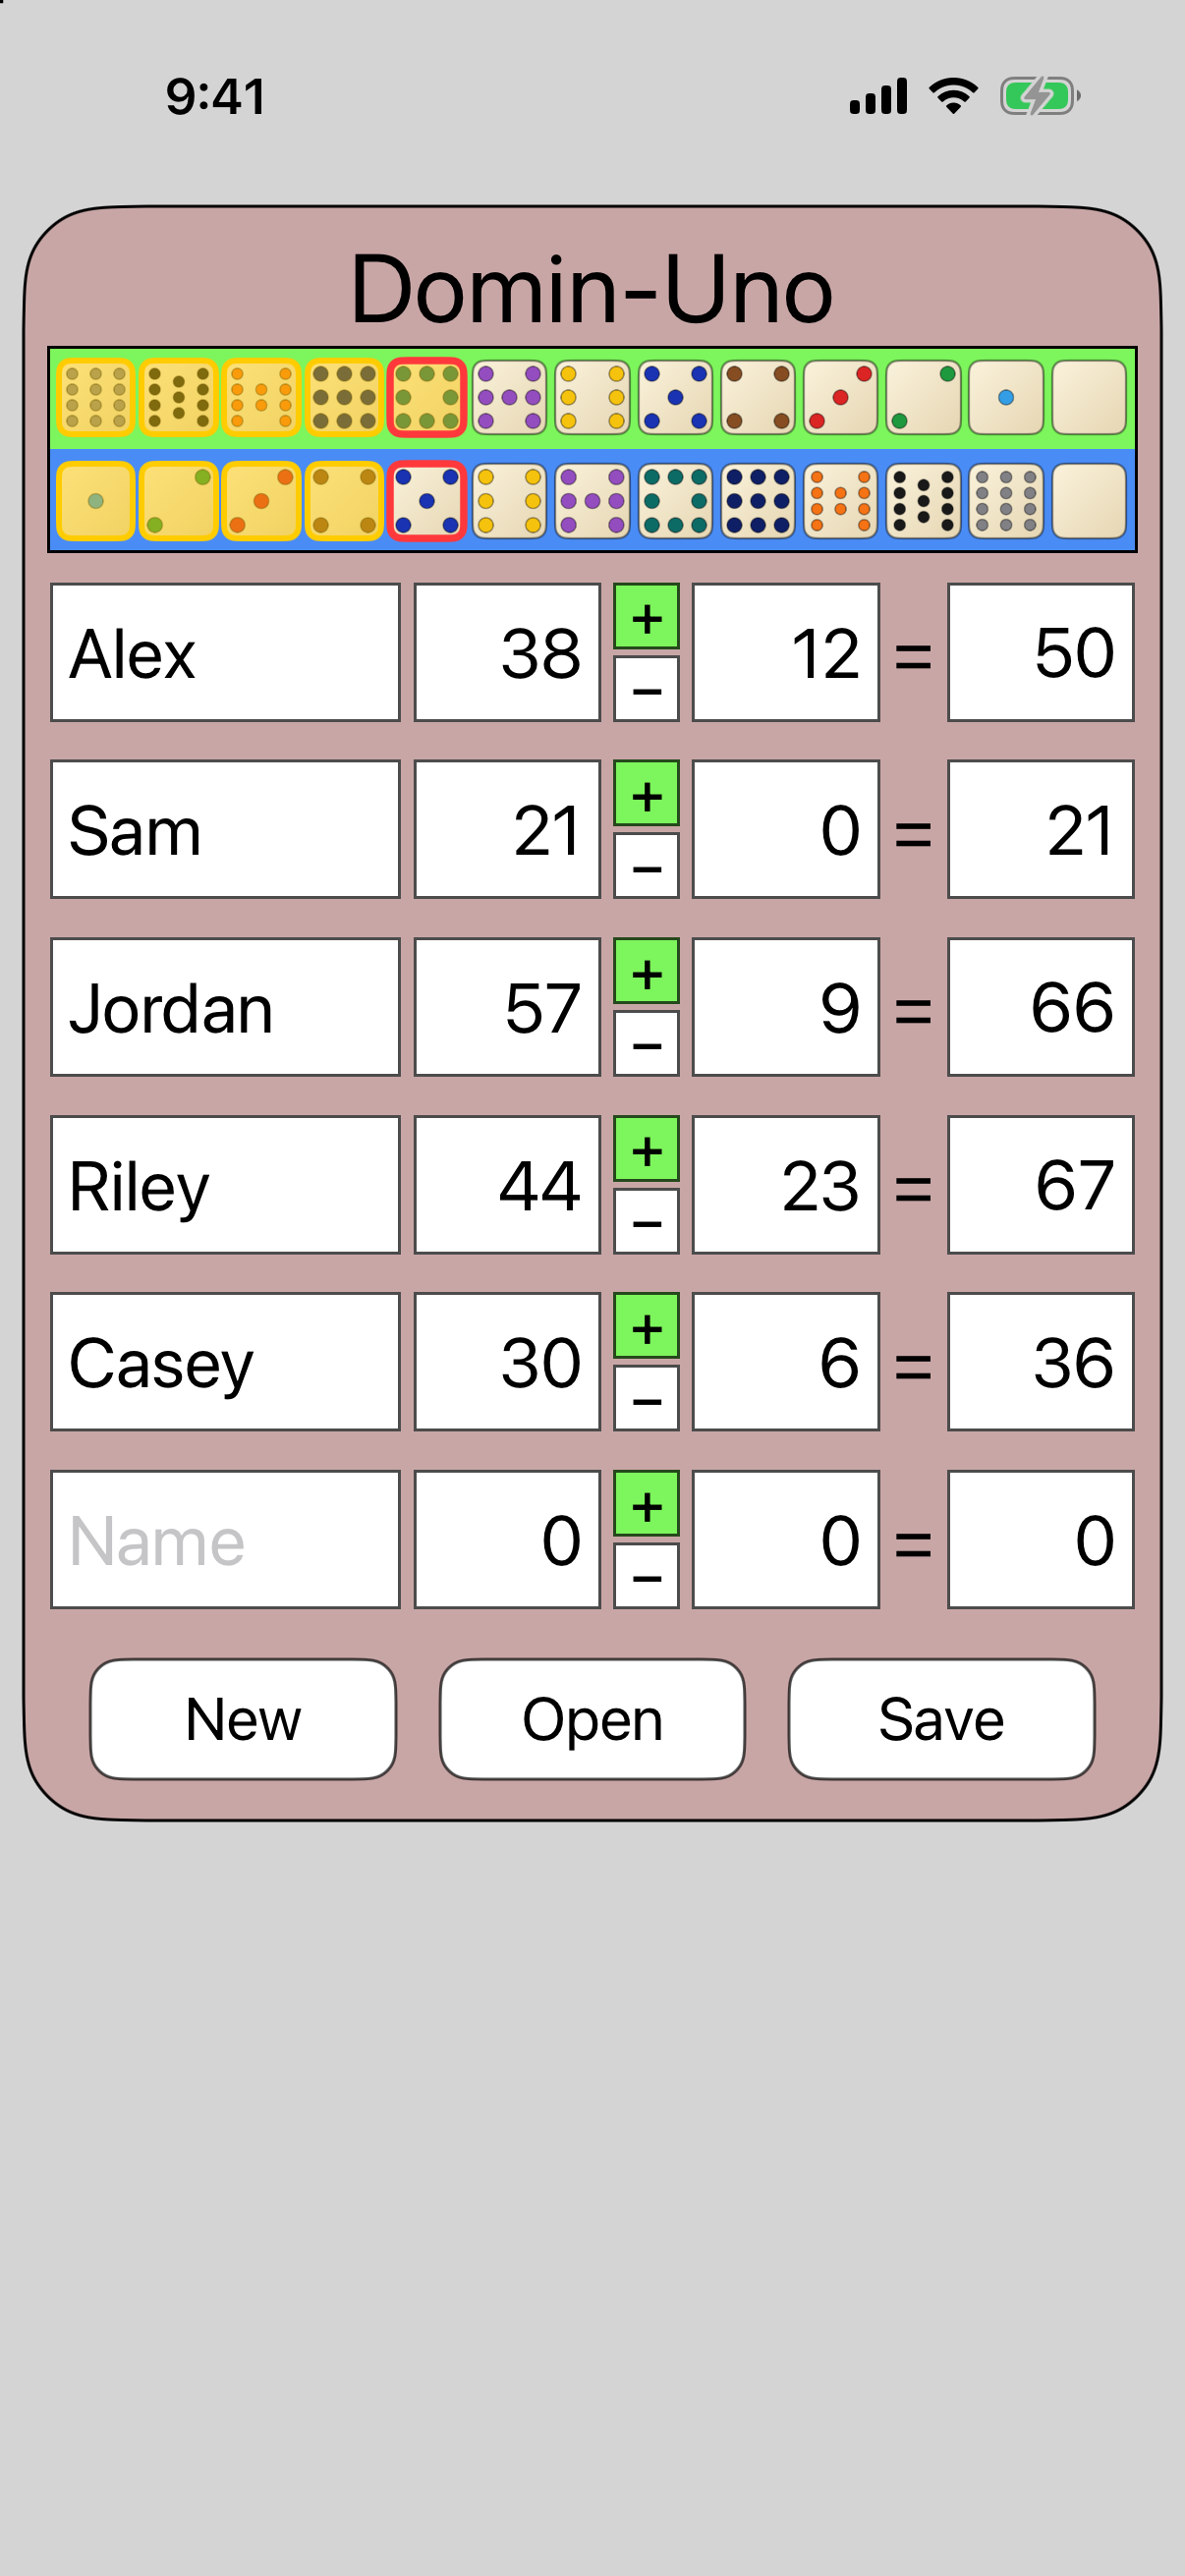 9:41
Domin-Uno
Alex 38 + − 12 = 50
Sam 21 + − 0 = 21
Jordan 57 + − 9 = 66
Riley 44 + − 23 = 67
Casey 30 + − 6 = 36
Name 0 + − 0 = 0
New Open Save